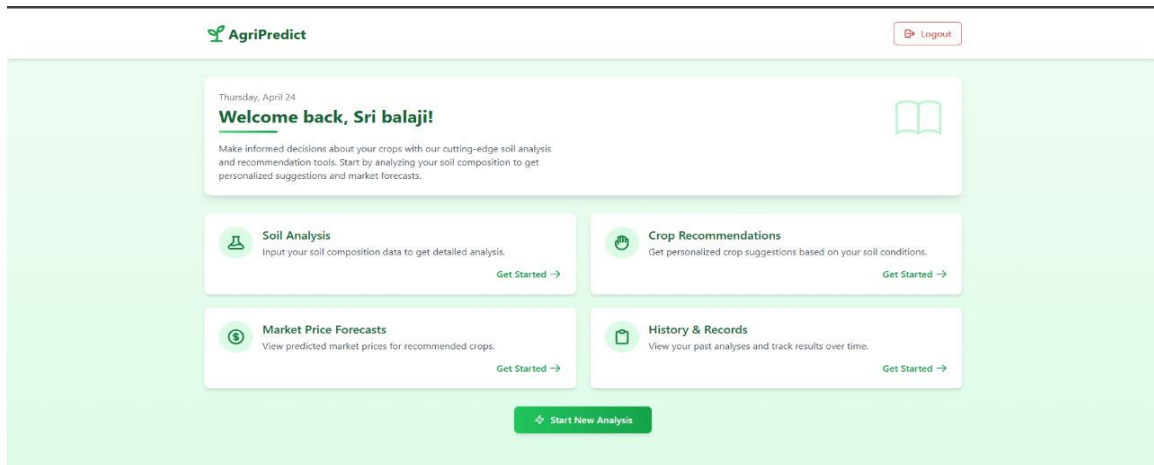 AgriPredict
Logout
Thursday, April 24
Welcome back, Sri balaji!
Make informed decisions about your crops with our cutting-edge soil analysis
and recommendation tools. Start by analyzing your soil composition to get
personalized suggestions and market forecasts.
Soil Analysis
Input your soil composition data to get detailed analysis.
Get Started →
Crop Recommendations
Get personalized crop suggestions based on your soil conditions.
Get Started →
Market Price Forecasts
View predicted market prices for recommended crops.
Get Started →
History & Records
View your past analyses and track results over time.
Get Started →
Start New Analysis